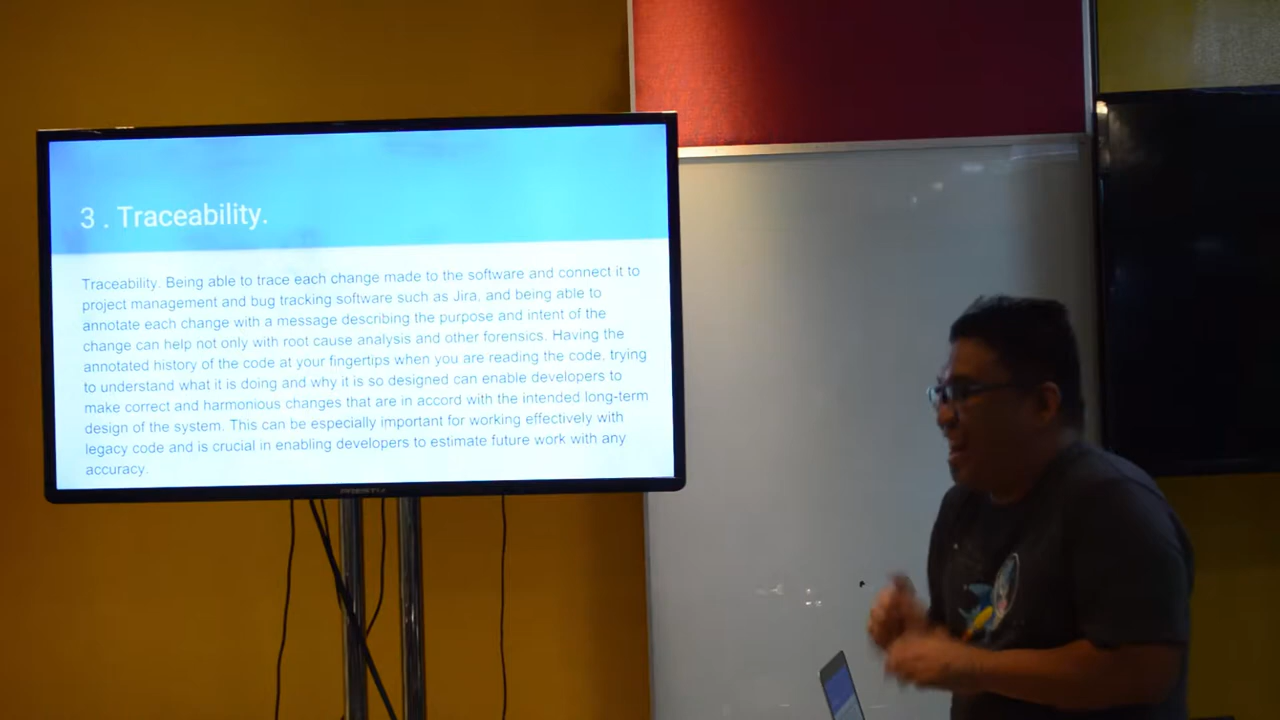 3 . Traceability.
Traceability. Being able to trace each change made to the software and connect it to
project management and bug tracking software such as Jira, and being able to
annotate each change with a message describing the purpose and intent of the
change can help not only with root cause analysis and other forensics. Having the
annotated history of the code at your fingertips when you are reading the code, trying
to understand what it is doing and why it is so designed can enable developers to
make correct and harmonious changes that are in accord with the intended long-term
design of the system. This can be especially important for working effectively with
legacy code and is crucial in enabling developers to estimate future work with any
accuracy.